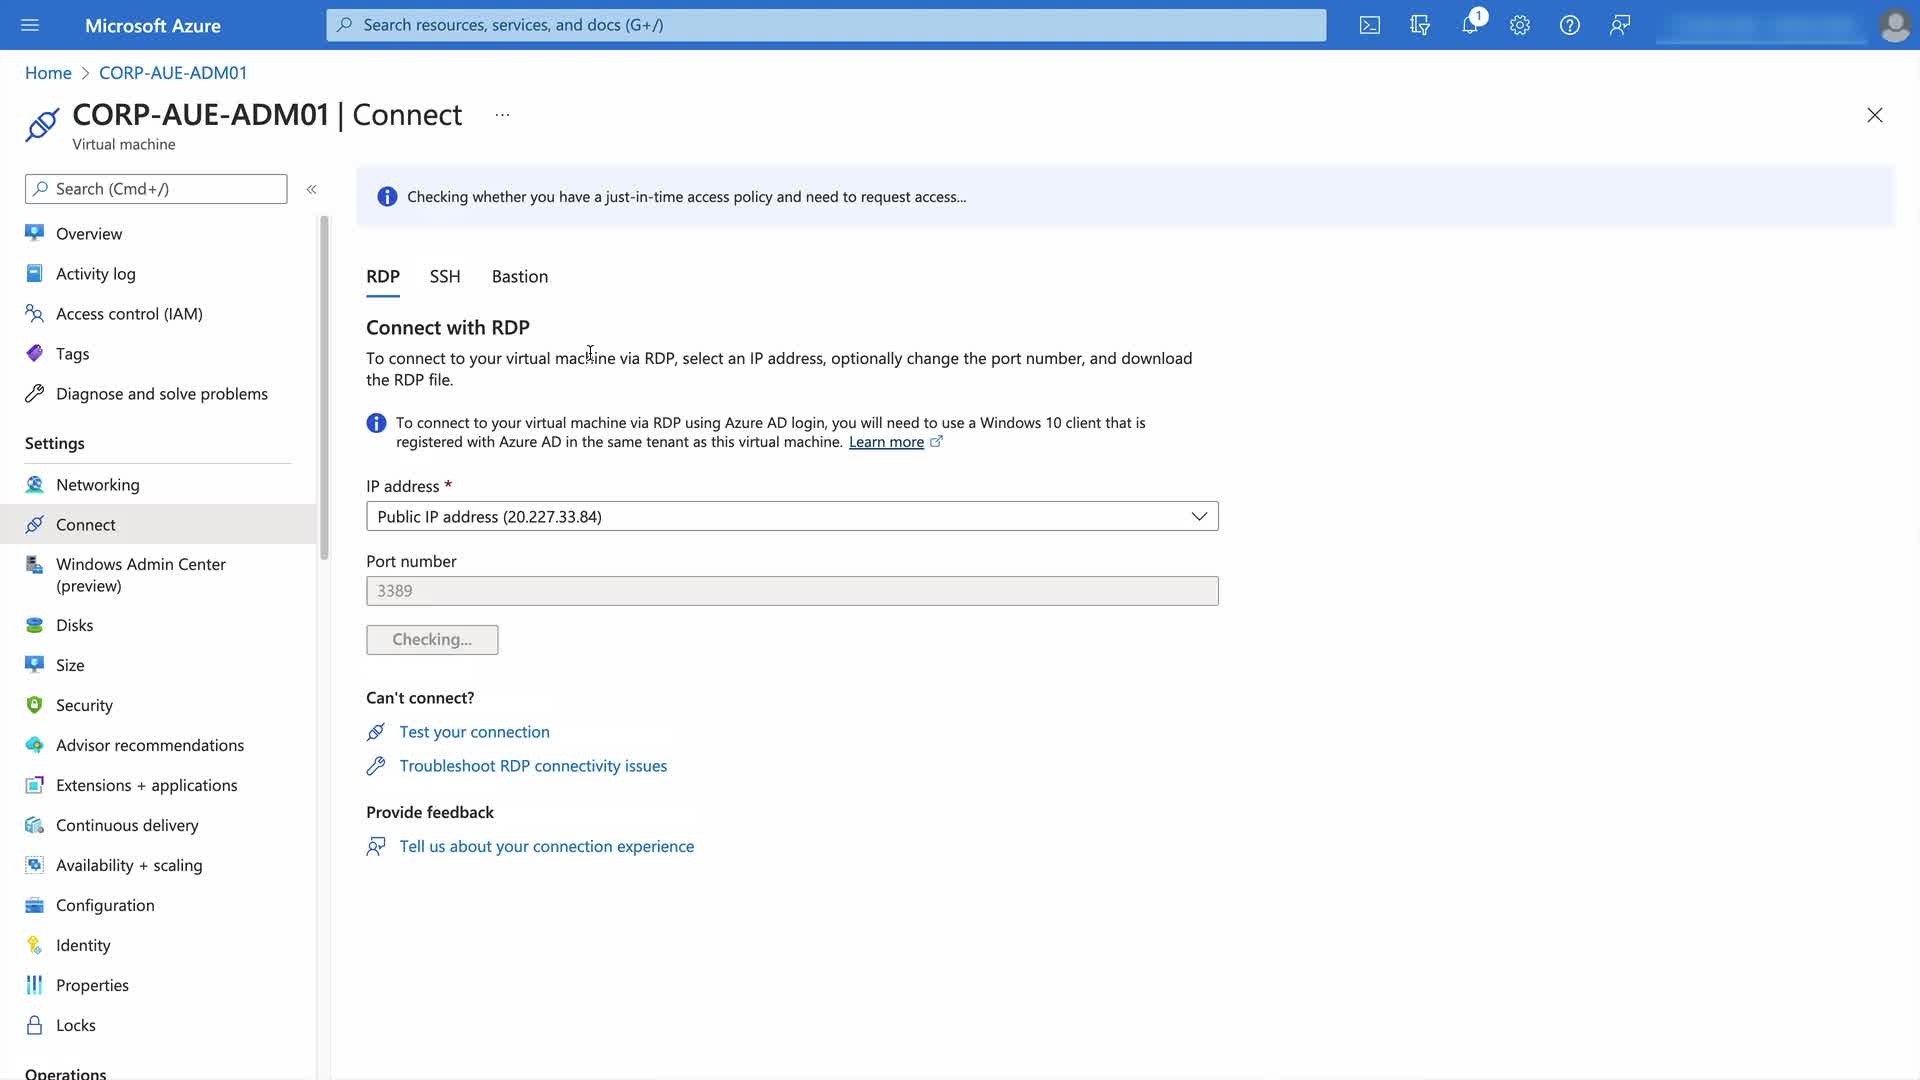 Microsoft Azure
Search resources, services, and docs (G+/)
1
Home > CORP-AUE-ADM01
CORP-AUE-ADM01 | Connect ...
Virtual machine
Search (Cmd+/)
«
Overview
Activity log
Access control (IAM)
Tags
Diagnose and solve problems
Settings
Networking
Connect
Windows Admin Center
(preview)
Disks
Size
Security
Advisor recommendations
Extensions + applications
Continuous delivery
Availability + scaling
Configuration
Identity
Properties
Locks
Operations
Checking whether you have a just-in-time access policy and need to request access...
RDP SSH Bastion
Connect with RDP
To connect to your virtual machine via RDP, select an IP address, optionally change the port number, and download
the RDP file.
To connect to your virtual machine via RDP using Azure AD login, you will need to use a Windows 10 client that is
registered with Azure AD in the same tenant as this virtual machine. Learn more
IP address *
Public IP address (20.227.33.84)
Port number
3389
Checking...
Can't connect?
Test your connection
Troubleshoot RDP connectivity issues
Provide feedback
Tell us about your connection experience